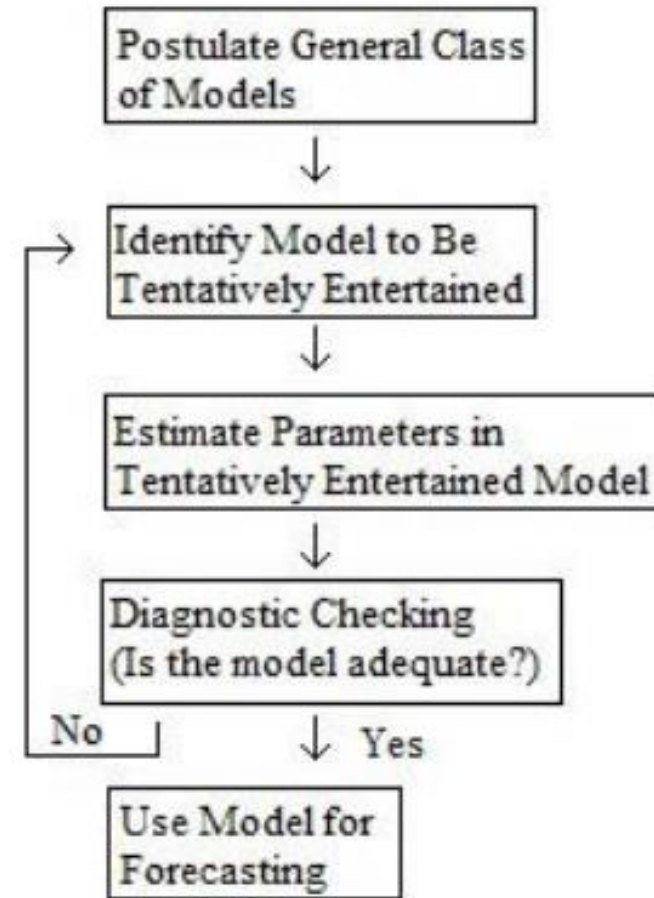 Postulate General Class
of Models
Identify Model to Be
Tentatively Entertained
Estimate Parameters in
Tentatively Entertained Model
Diagnostic Checking
(Is the model adequate?)
No
Yes
Use Model for
Forecasting